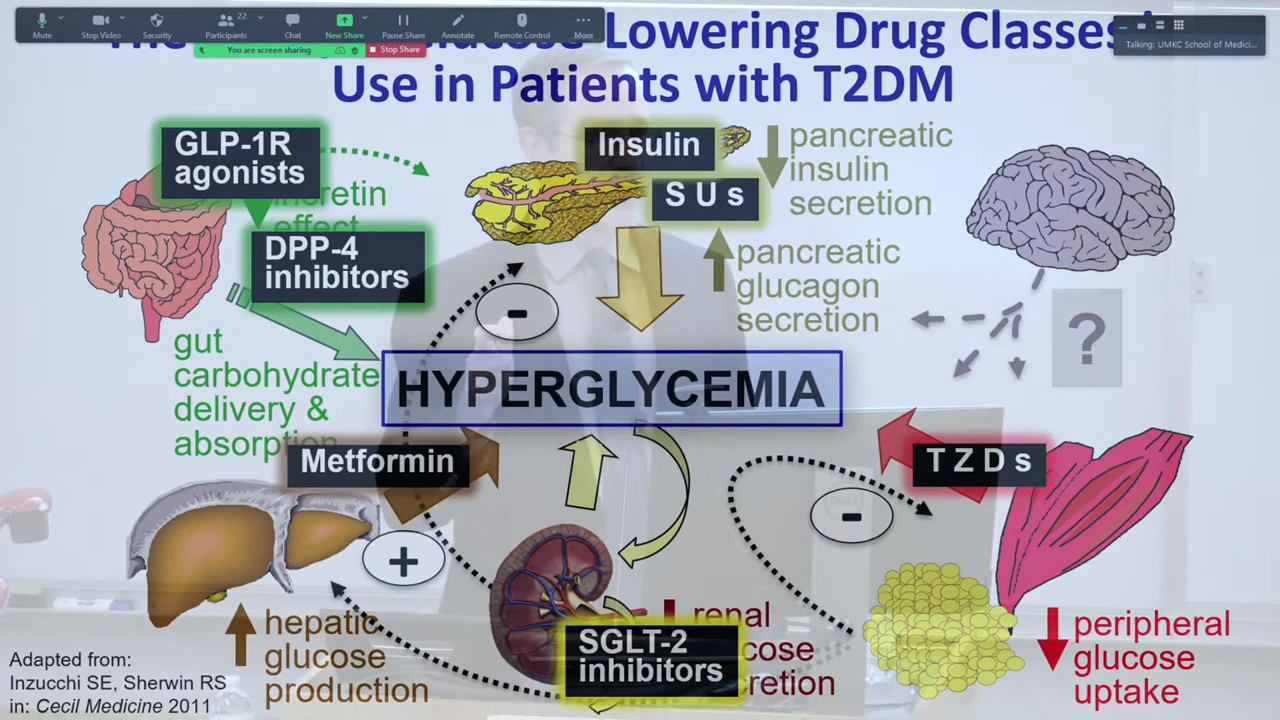 Mute
Stop Video
Security
Participants
22
Chat
New Share
Pause Share
Annotate
Remote Control
More
You are screen sharing
Stop Share
Talking: UMKC School of Medici...
Lowering Drug Classes
Use in Patients with T2DM
GLP-1R
agonists
effect
DPP-4
inhibitors
Insulin
S U s
pancreatic
insulin
secretion
pancreatic
glucagon
secretion
?
gut
carbohydrate
delivery &
absorption
-
HYPERGLYCEMIA
Metformin
T Z D s
-
+
hepatic
glucose
production
renal
SGLT-2
inhibitors
peripheral
glucose
uptake
Adapted from:
Inzucchi SE, Sherwin RS
in: Cecil Medicine 2011